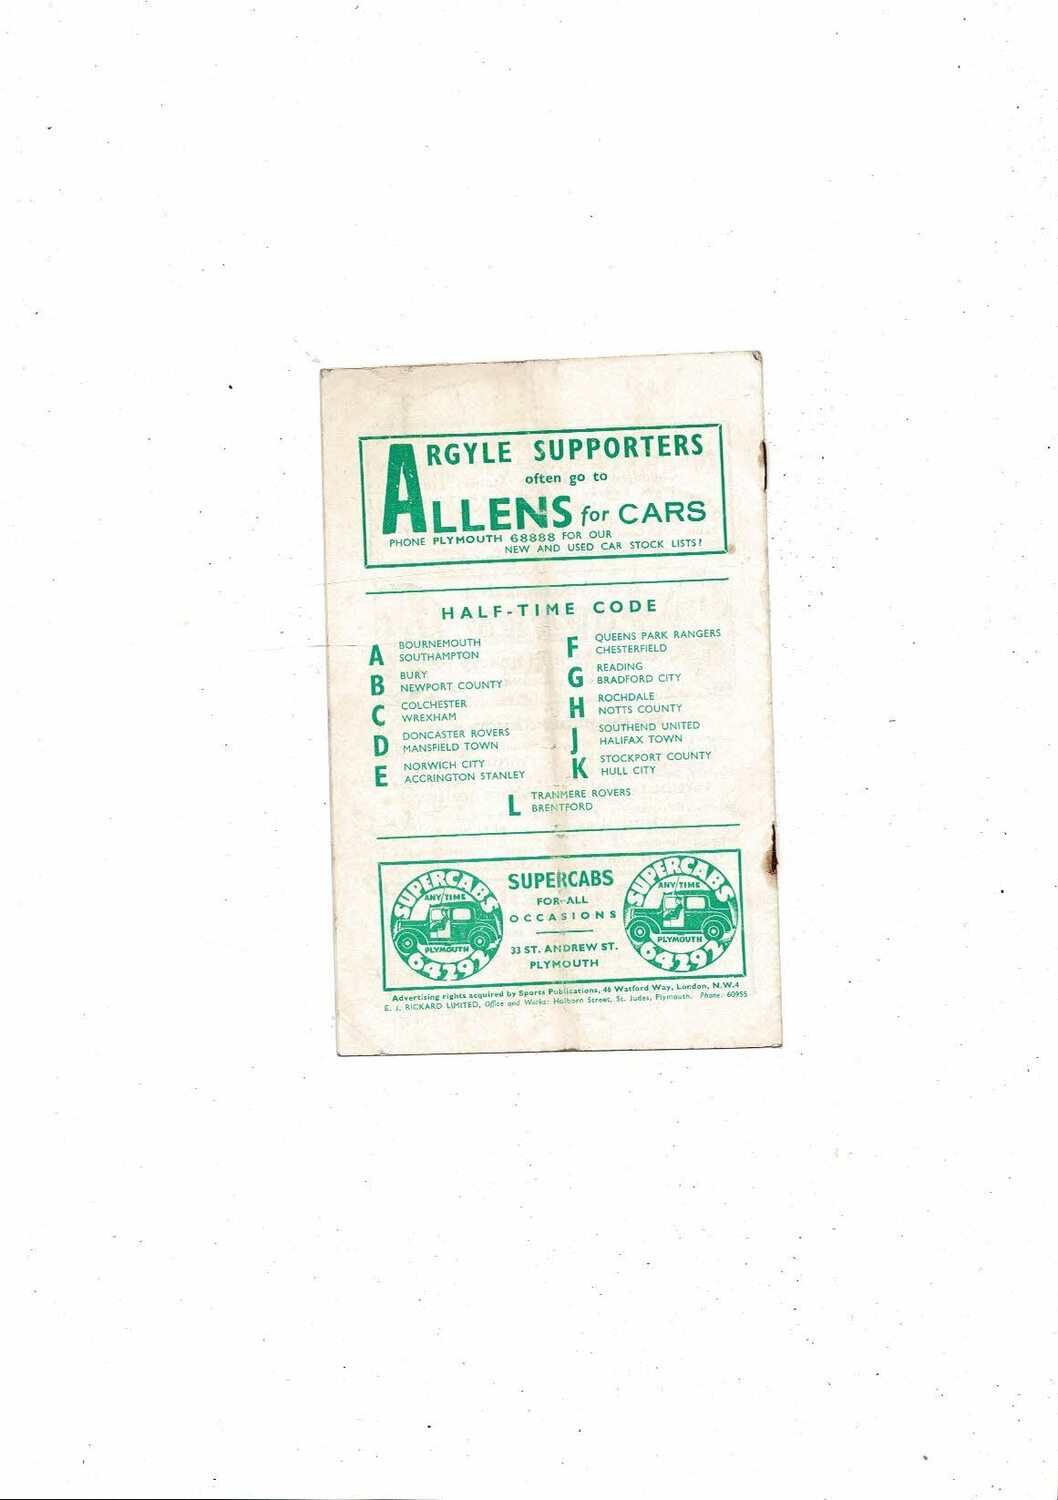 ARGYLE SUPPORTERS
often go to
ALLENS for CARS
PHONE PLYMOUTH 68888 FOR OUR
NEW AND USED CAR STOCK LISTS?
HALF-TIME CODE
A BOURNEMOUTH
SOUTHAMPTON
B BURY
NEWPORT COUNTY
C COLCHESTER
WREXHAM
D DONCASTER ROVERS
MANSFIELD TOWN
E NORWICH CITY
ACCRINGTON STANLEY
F QUEENS PARK RANGERS
CHESTERFIELD
G READING
BRADFORD CITY
H ROCHDALE
NOTTS COUNTY
J SOUTHEND UNITED
HALIFAX TOWN
K STOCKPORT COUNTY
HULL CITY
L TRANMERE ROVERS
BRENTFORD
SUPERCABS
ANY TIME
PLYMOUTH
64292
SUPERCABS
FOR ALL
OCCASIONS
33 ST. ANDREW ST.
PLYMOUTH
SUPERCABS
ANY TIME
PLYMOUTH
64292
Advertising rights acquired by Sports Publications, 46 Watford Way, London, N.W.4
E. J. RICKARD LIMITED, Office and Works: Holborn Street, St. Judes, Plymouth. Phone: 60955